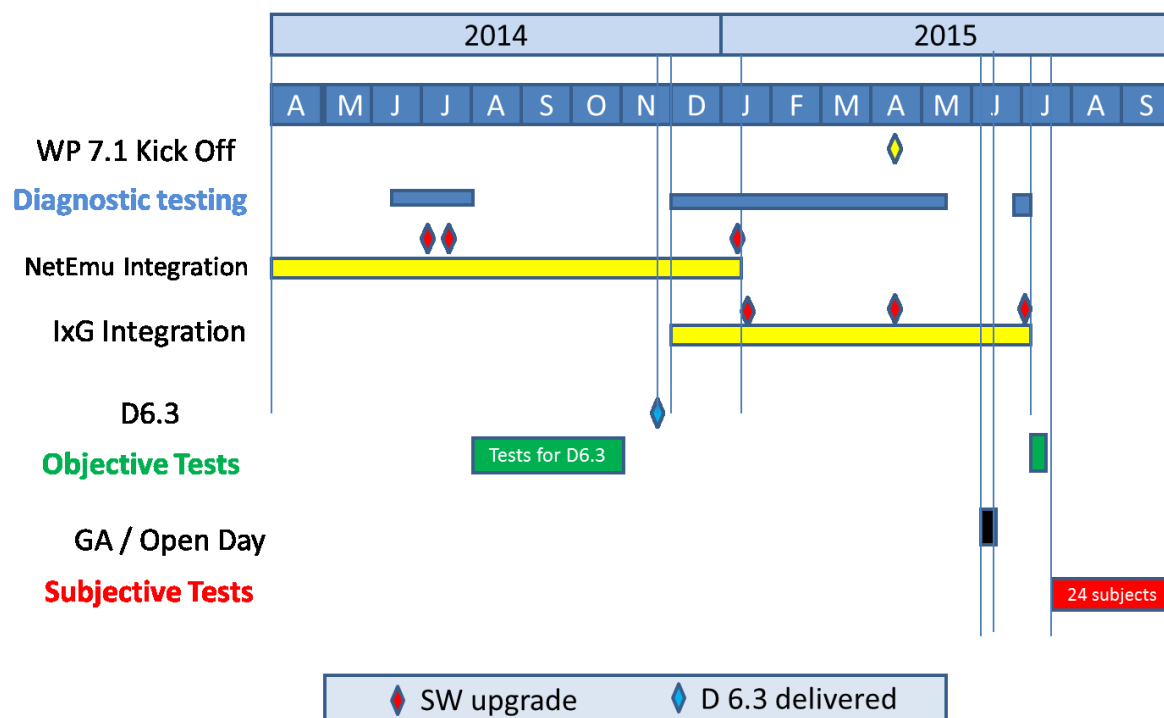 2014 2015
A M J J A S O N D J F M A M J J A S
WP 7.1 Kick Off
Diagnostic testing
NetEmu Integration
IxG Integration
D6.3
Objective Tests Tests for D6.3
GA / Open Day
Subjective Tests 24 subjects
SW upgrade D 6.3 delivered